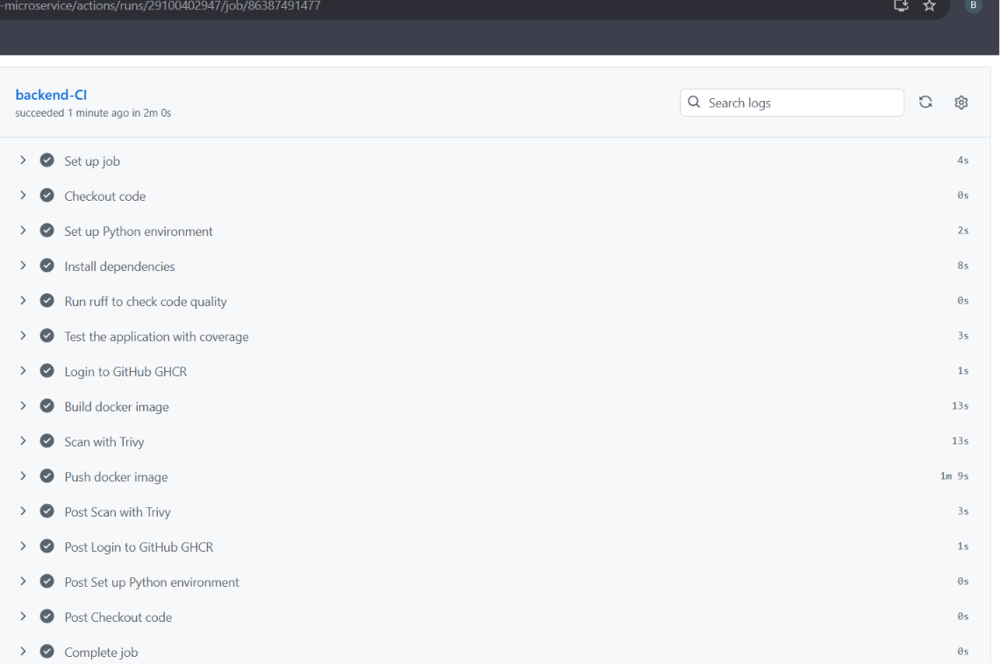 -microservice/actions/runs/29100402947/job/86387491477
B
backend-CI
succeeded 1 minute ago in 2m 0s
Search logs
Set up job 4s
Checkout code 0s
Set up Python environment 2s
Install dependencies 8s
Run ruff to check code quality 0s
Test the application with coverage 3s
Login to GitHub GHCR 1s
Build docker image 13s
Scan with Trivy 13s
Push docker image 1m 9s
Post Scan with Trivy 3s
Post Login to GitHub GHCR 1s
Post Set up Python environment 0s
Post Checkout code 0s
Complete job 0s